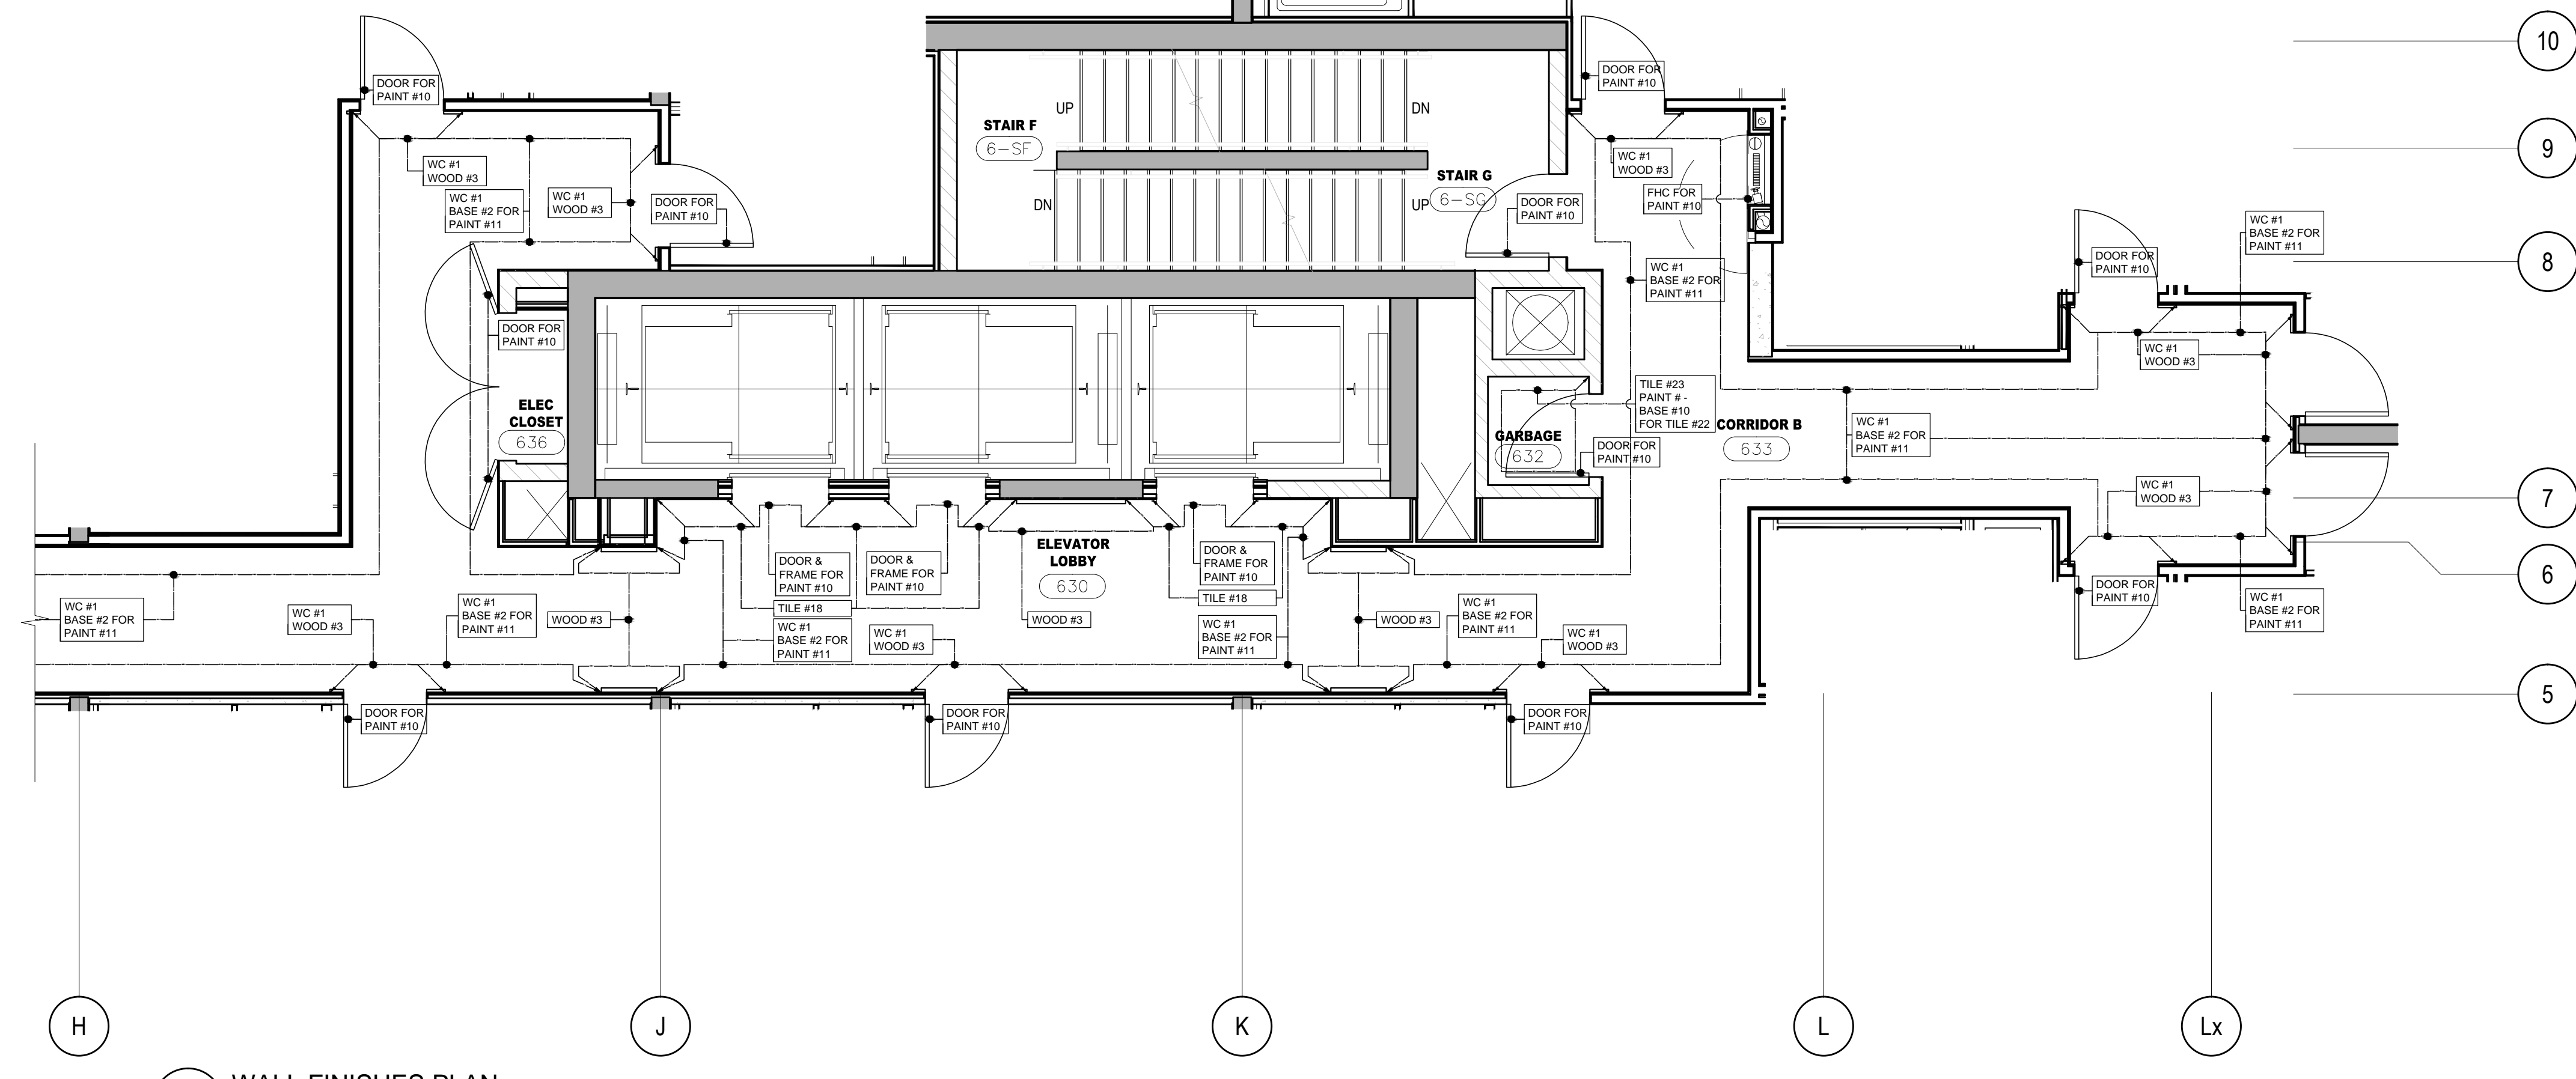 DOOR FOR
PAINT #10
WC #1
WOOD #3
WC #1
BASE #2 FOR
PAINT #11
WC #1
WOOD #3
DOOR FOR
PAINT #10
DOOR FOR
PAINT #10
ELEC
CLOSET
636
STAIR F
6-SF
UP
DN
DN
UP
STAIR G
6-SG
DOOR FOR
PAINT #10
DOOR FOR
PAINT #10
WC #1
WOOD #3
FHC FOR
PAINT #10
WC #1
BASE #2 FOR
PAINT #11
TILE #23
PAINT # -
BASE #10
FOR TILE #22
GARBAGE
632
DOOR FOR
PAINT #10
CORRIDOR B
633
WC #1
BASE #2 FOR
PAINT #11
DOOR FOR
PAINT #10
WC #1
BASE #2 FOR
PAINT #11
WC #1
WOOD #3
WC #1
WOOD #3
DOOR FOR
PAINT #10
WC #1
BASE #2 FOR
PAINT #11
WC #1
BASE #2 FOR
PAINT #11
WC #1
WOOD #3
WC #1
BASE #2 FOR
PAINT #11
WOOD #3
DOOR &
FRAME FOR
PAINT #10
DOOR &
FRAME FOR
PAINT #10
TILE #18
WC #1
BASE #2 FOR
PAINT #11
WC #1
WOOD #3
ELEVATOR
LOBBY
630
WOOD #3
DOOR &
FRAME FOR
PAINT #10
TILE #18
WC #1
BASE #2 FOR
PAINT #11
WOOD #3
WC #1
BASE #2 FOR
PAINT #11
WC #1
WOOD #3
DOOR FOR
PAINT #10
DOOR FOR
PAINT #10
DOOR FOR
PAINT #10
10
9
8
7
6
5
H
J
K
L
Lx
WALL FINISHES PLAN